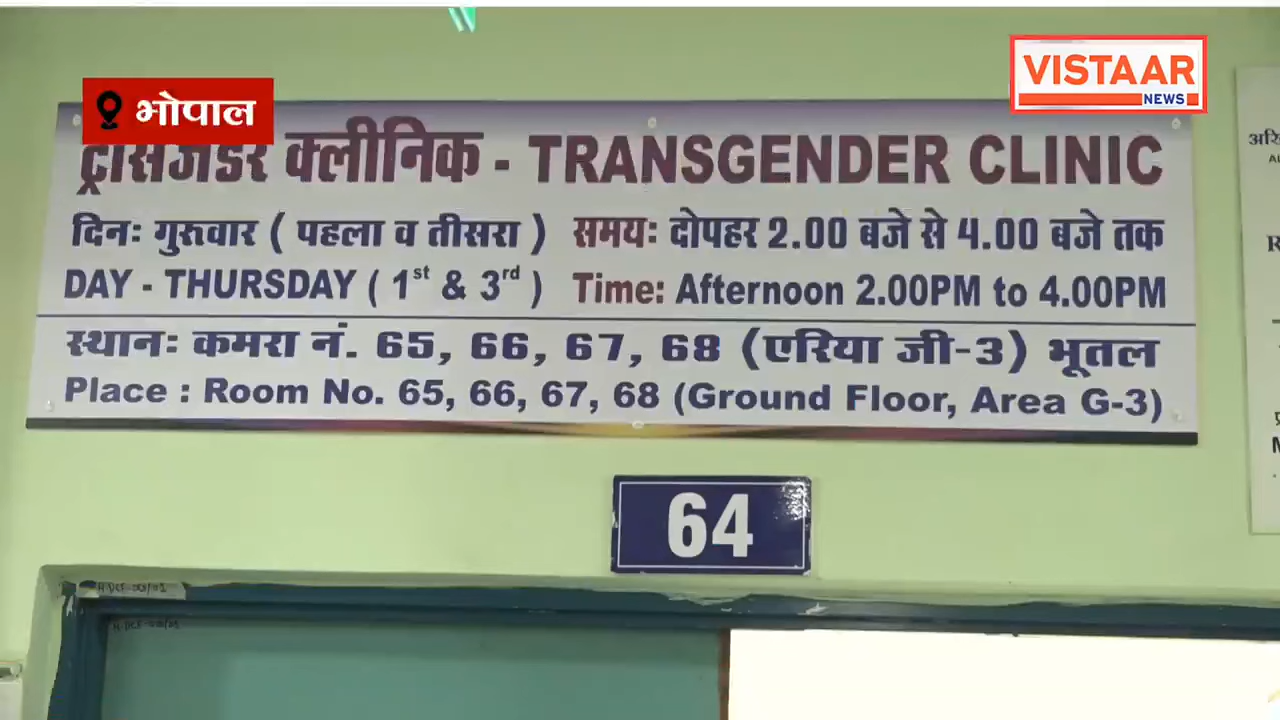 भोपाल
VISTAAR
NEWS
ट्रांसजेंडर क्लीनिक - TRANSGENDER CLINIC
दिनः गुरूवार ( पहला व तीसरा ) समयः दोपहर 2.00 बजे से 4.00 बजे तक
DAY - THURSDAY ( 1st & 3rd ) Time: Afternoon 2.00PM to 4.00PM
स्थानः कमरा नं. 65, 66, 67, 68 (एरिया जी-3) भूतल
Place : Room No. 65, 66, 67, 68 (Ground Floor, Area G-3)
64